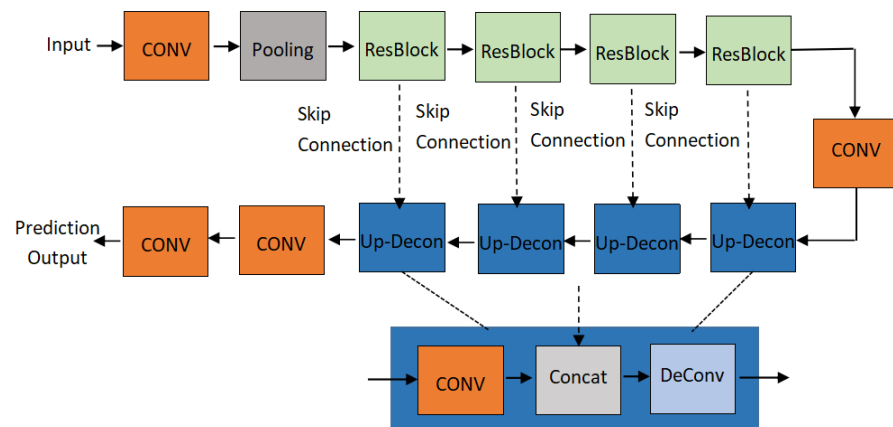 Input
CONV
Pooling
ResBlock
ResBlock
ResBlock
ResBlock
Skip
Connection
Skip
Connection
Skip
Connection
Skip
Connection
CONV
Prediction
Output
CONV
CONV
Up-Decon
Up-Decon
Up-Decon
Up-Decon
CONV
Concat
DeConv